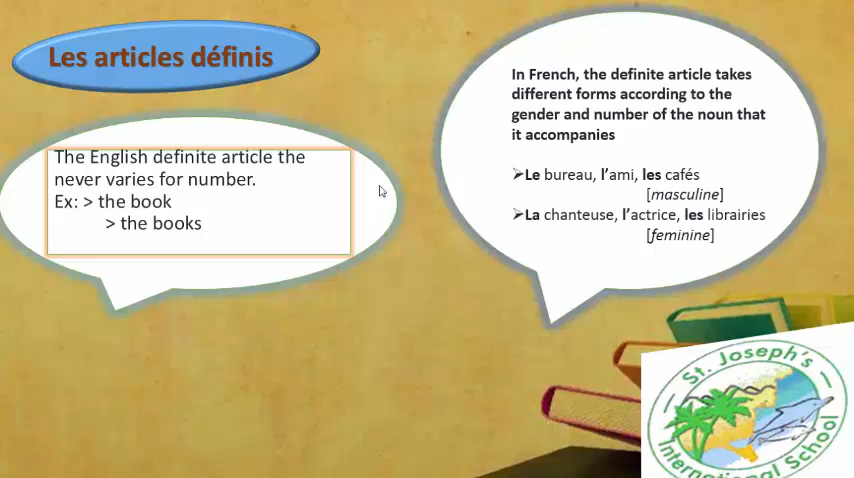 Les articles définis
The English definite article the
never varies for number.
Ex: > the book
> the books
In French, the definite article takes
different forms according to the
gender and number of the noun that
it accompanies
➢Le bureau, l'ami, les cafés
[masculine]
➢La chanteuse, l'actrice, les librairies
[feminine]
St. Joseph's
International School